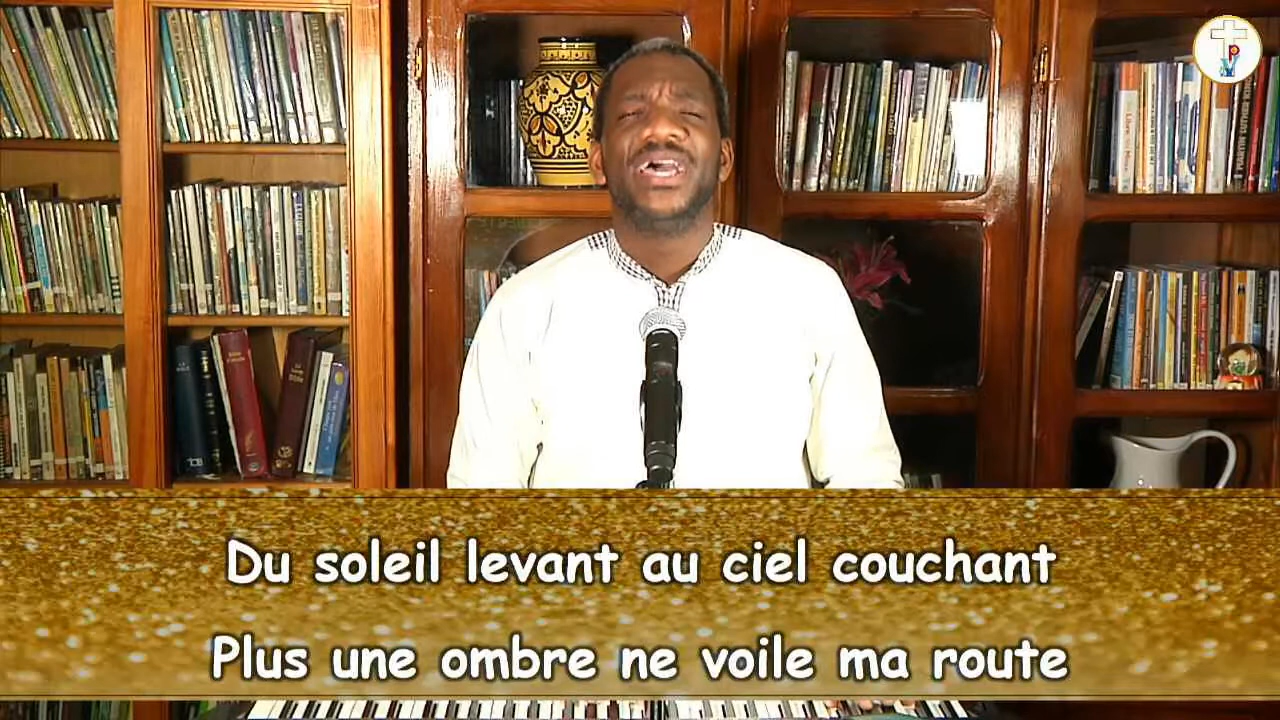 Du soleil levant au ciel couchant
Plus une ombre ne voile ma route